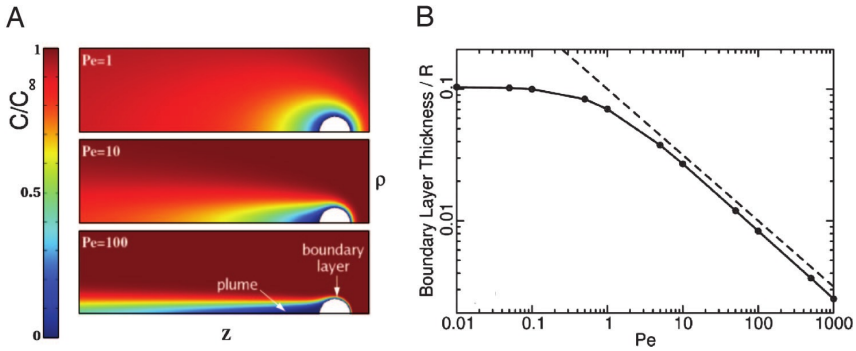 A
B
C/C∞
1
0.5
0
Pe=1
Pe=10
Pe=100
boundary
layer
plume
ρ
z
Boundary Layer Thickness / R
0.1
0.01
0.01
0.1
1
10
100
1000
Pe